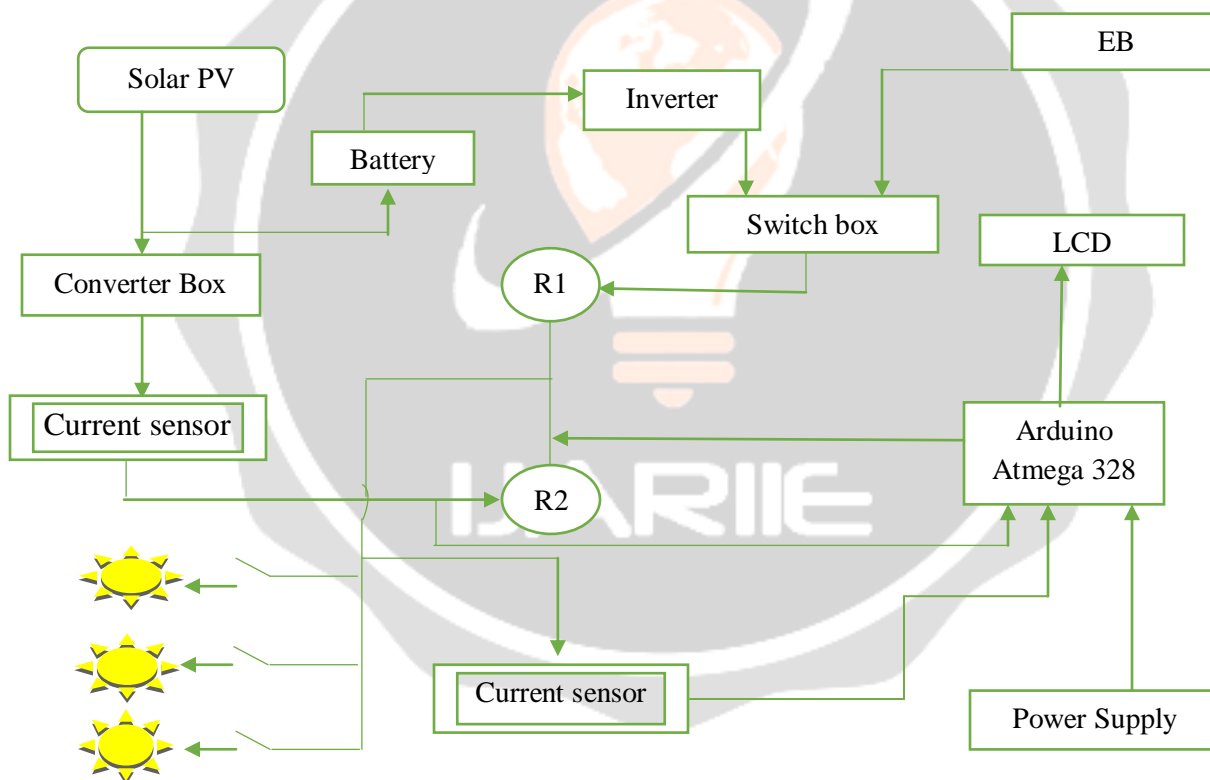 EB
Solar PV
Inverter
Battery
Switch box
LCD
Converter Box
R1
Current sensor
Arduino
Atmega 328
R2
IJARIIE
Current sensor
Power Supply